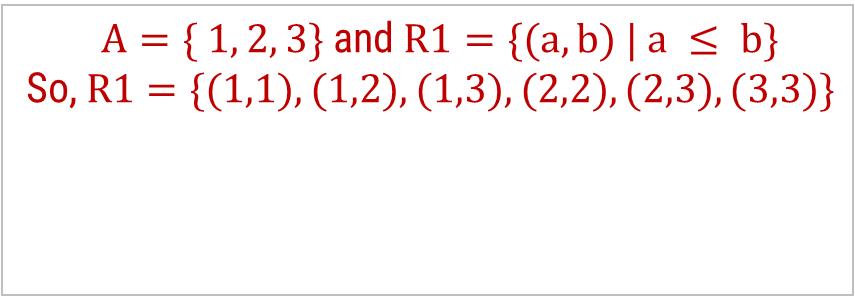 A = { 1, 2, 3} and R1 = {(a, b) | a ≤ b}
So, R1 = {(1,1), (1,2), (1,3), (2,2), (2,3), (3,3)}